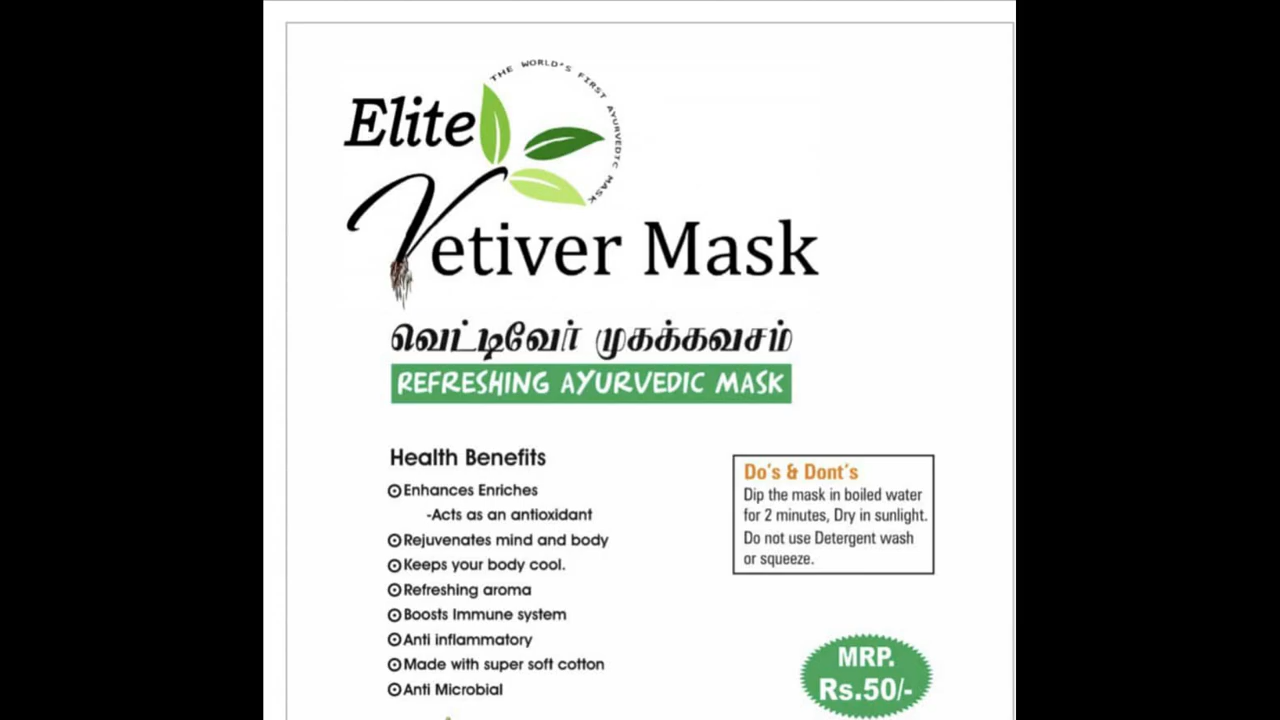 THE WORLD'S FIRST AYURVEDIC MASK
Elite
Vetiver Mask
வெட்டிவேர் முகக்கவசம்
REFRESHING AYURVEDIC MASK
Health Benefits
Enhances Enriches
-Acts as an antioxidant
Rejuvenates mind and body
Keeps your body cool.
Refreshing aroma
Boosts Immune system
Anti inflammatory
Made with super soft cotton
Anti Microbial
Do's & Dont's
Dip the mask in boiled water
for 2 minutes, Dry in sunlight.
Do not use Detergent wash
or squeeze.
MRP.
Rs.50/-